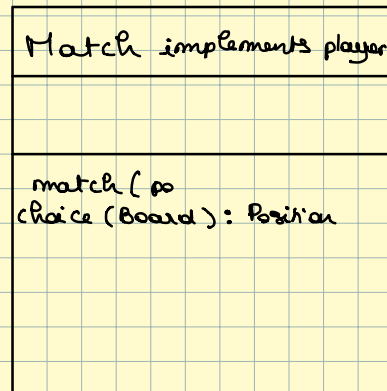 Match implements player
match ( po
choice (Board) : Position